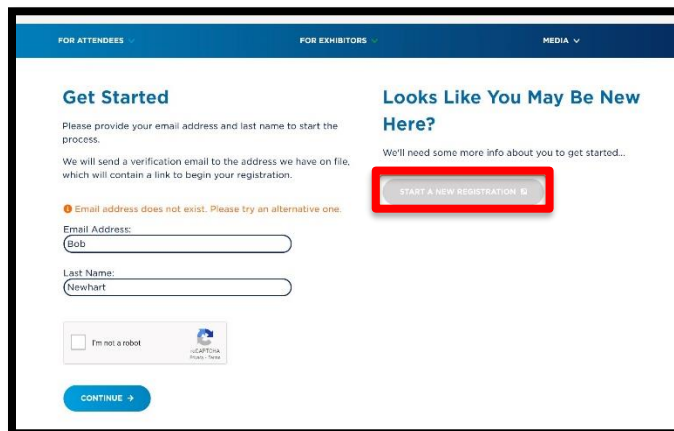 FOR ATTENDEES
FOR EXHIBITORS
MEDIA
Get Started
Please provide your email address and last name to start the
process.
We will send a verification email to the address we have on file,
which will contain a link to begin your registration.
Email address does not exist. Please try an alternative one.
Email Address:
Bob
Last Name:
Newhart
I'm not a robot
reCAPTCHA
Privacy - Terms
CONTINUE →
Looks Like You May Be New
Here?
We'll need some more info about you to get started...
START A NEW REGISTRATION